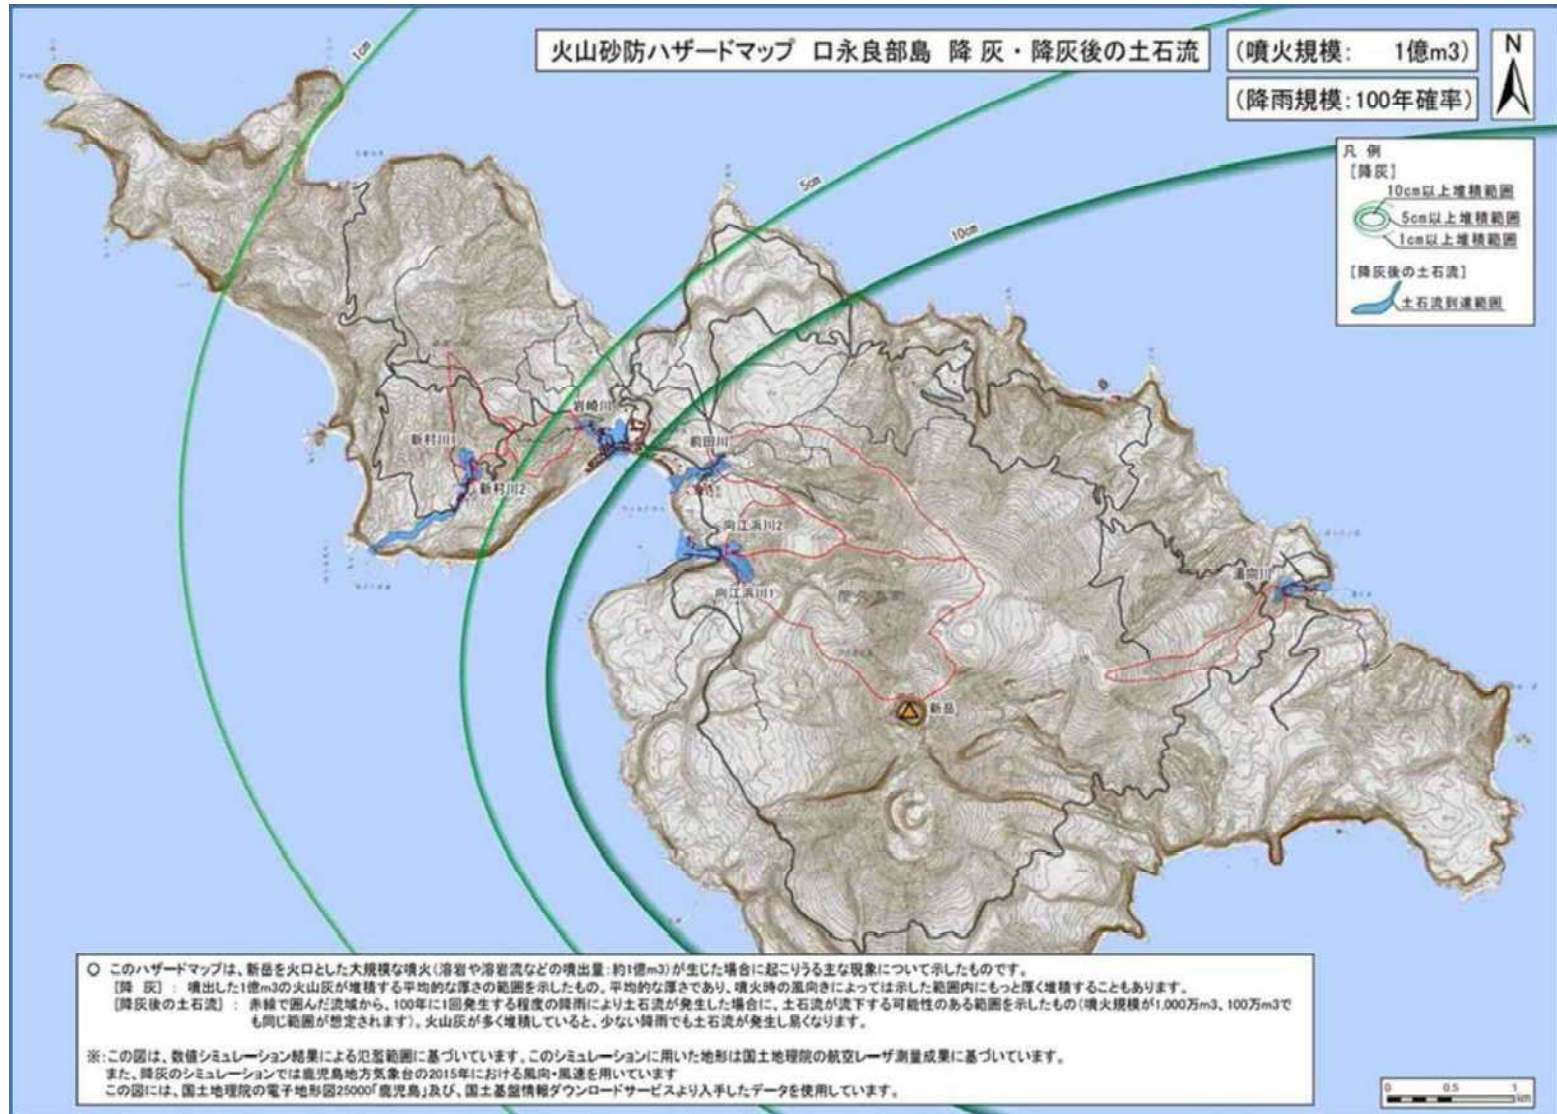 火山砂防ハザードマップ 口永良部島 降 灰・降灰後の土石流
(噴火規模: 1億m3)
(降雨規模:100年確率)
N
凡 例
[降灰]
10cm以上堆積範囲
5cm以上堆積範囲
1cm以上堆積範囲
[降灰後の土石流]
土石流到達範囲
1cm
5cm
10cm
岩崎川
新村川1
前田川
新村川2
向江浜川2
湯向川
向江浜川1
新岳
○ このハザードマップは、新岳を火口とした大規模な噴火(溶岩や溶岩流などの噴出量:約1億m3)が生じた場合に起こりうる主な現象について示したものです。
[降 灰] : 噴出した1億m3の火山灰が堆積する平均的な厚さの範囲を示したもの。平均的な厚さであり、噴火時の風向きによっては示した範囲内にもっと厚く堆積することもあります。
[降灰後の土石流] : 赤線で囲んだ流域から、100年に1回発生する程度の降雨により土石流が発生した場合に、土石流が流下する可能性のある範囲を示したもの(噴火規模が1,000万m3、100万m3で
も同じ範囲が想定されます)。火山灰が多く堆積していると、少ない降雨でも土石流が発生し易くなります。
※:この図は、数値シミュレーション結果による氾濫範囲に基づいています。このシミュレーションに用いた地形は国土地理院の航空レーザ測量成果に基づいています。
また、降灰のシミュレーションでは鹿児島地方気象台の2015年における風向・風速を用いています
この図には、国土地理院の電子地形図25000「鹿児島」及び、国土基盤情報ダウンロードサービスより入手したデータを使用しています。
0 0.5 1
km